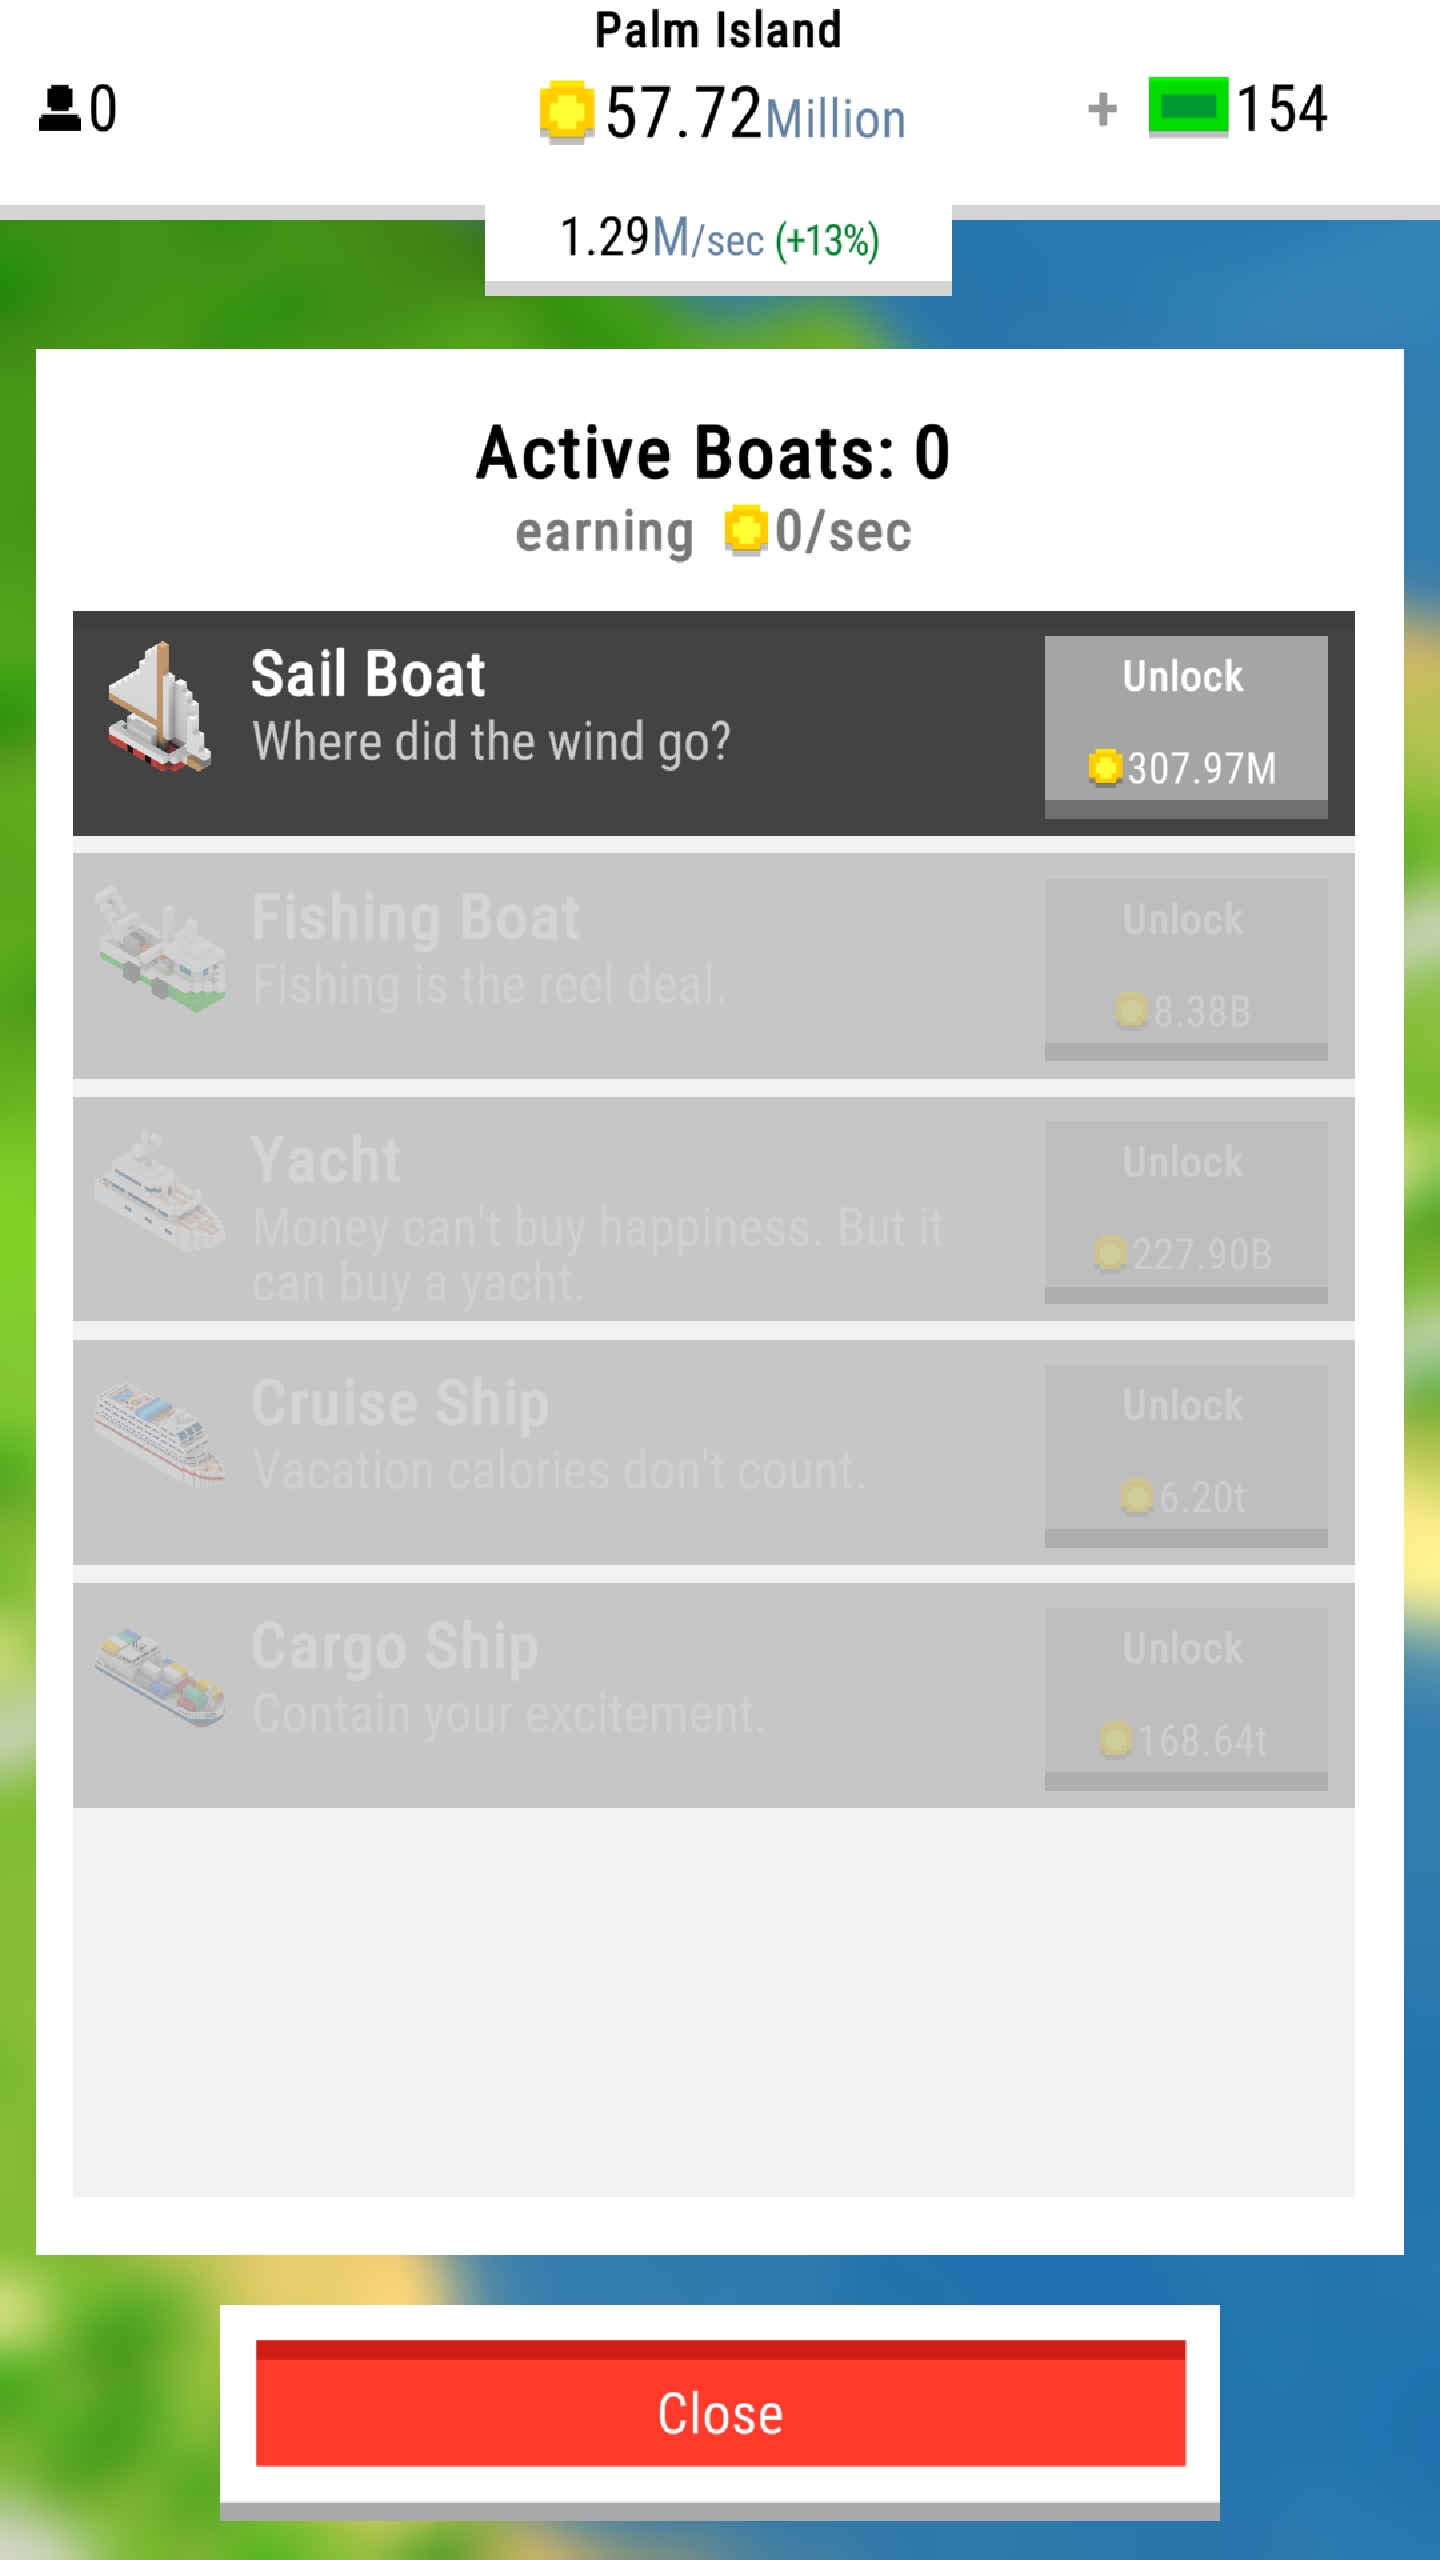 Palm Island
0
57.72Million
+ 154
1.29M/sec (+13%)
Active Boats: 0
earning 0/sec
Sail Boat
Where did the wind go?
Unlock
307.97M
Fishing Boat
Fishing is the reel deal.
Unlock
8.38B
Yacht
Money can't buy happiness. But it
can buy a yacht.
Unlock
227.90B
Cruise Ship
Vacation calories don't count.
Unlock
6.20t
Cargo Ship
Contain your excitement.
Unlock
168.64t
Close